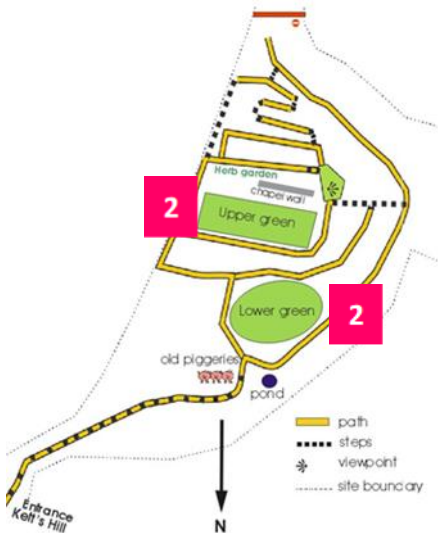 Herb garden
chapel wall
2
Upper green
Lower green
2
old piggeries
pond
path
steps
viewpoint
site boundary
Entrance
Kett's Hill
N